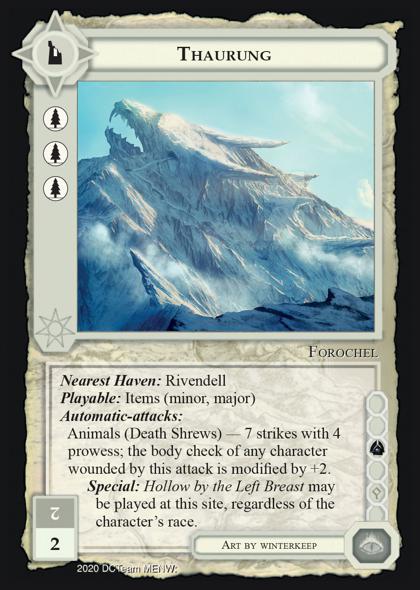 Thaurung
Forochel
Nearest Haven: Rivendell
Playable: Items (minor, major)
Automatic-attacks:
Animals (Death Shrews) — 7 strikes with 4
prowess; the body check of any character
wounded by this attack is modified by +2.
Special: Hollow by the Left Breast may
be played at this site, regardless of the
character's race.
2
2
Art by winterkeep
2020 DCTeam MENW: